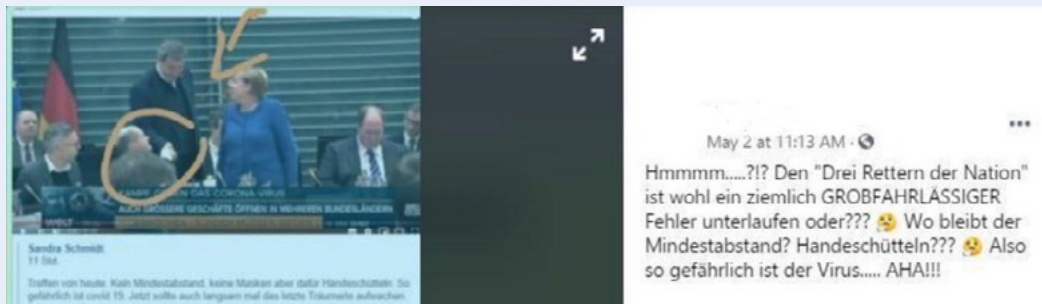 KAMPF GEGEN DAS CORONA-VIRUS
AUCH GRÖSSERE GESCHÄFTE ÖFFNEN IN MEHREREN BUNDESLÄNDERN
WELT
Sandra Schmidt
11 Std.
Treffen von heute. Kein Mindestabstand, keine Masken aber dafür Händeschütteln. So
gefährlich ist covid 19. Jetzt sollte auch langsam mal das letzte Träumerle aufwachen.
May 2 at 11:13 AM ·
Hmmmm.....?!? Den "Drei Rettern der Nation"
ist wohl ein ziemlich GROBFAHRLÄSSIGER
Fehler unterlaufen oder??? 🤔 Wo bleibt der
Mindestabstand? Handeschütteln??? 🤔 Also
so gefährlich ist der Virus..... AHA!!!